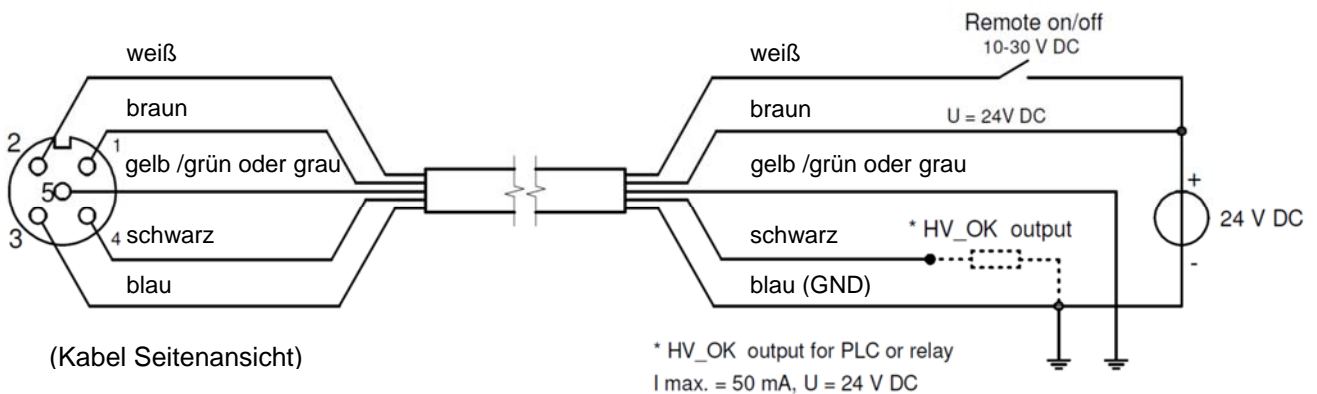 Remote on/off
10-30 V DC
weiß
weiß
braun
braun
U = 24V DC
2
1
gelb /grün oder grau
gelb /grün oder grau
5
+
24 V DC
3
4
schwarz
schwarz
* HV_OK output
-
blau
blau (GND)
(Kabel Seitenansicht)
* HV_OK output for PLC or relay
I max. = 50 mA, U = 24 V DC